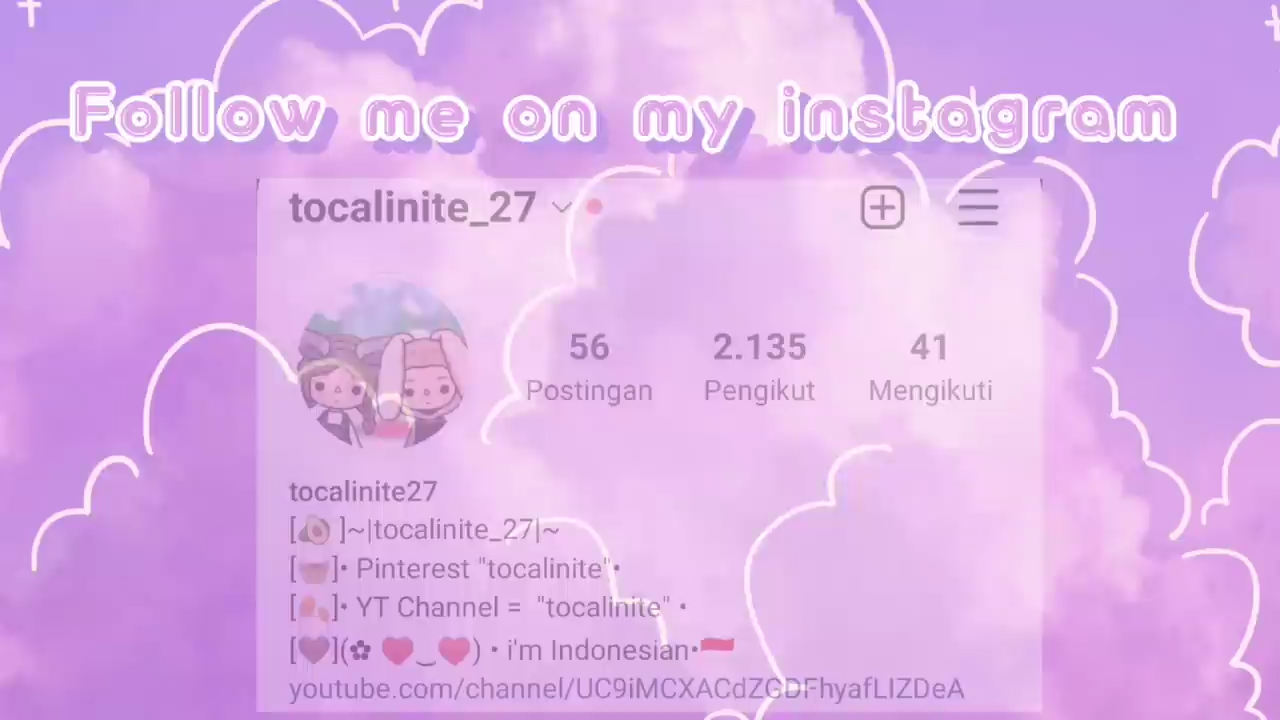 Follow me on my instagram
tocalinite_27
56 2.135 41
Postingan Pengikut Mengikuti
tocalinite27
[🥑]~|tocalinite_27|~
[🧁]• Pinterest "tocalinite"•
[🍂]• YT Channel = "tocalinite" •
[🖤](✿ ❤️‿❤️) • i'm Indonesian•🇮🇩
youtube.com/channel/UC9iMCXACdZGDFhyafLIZDeA